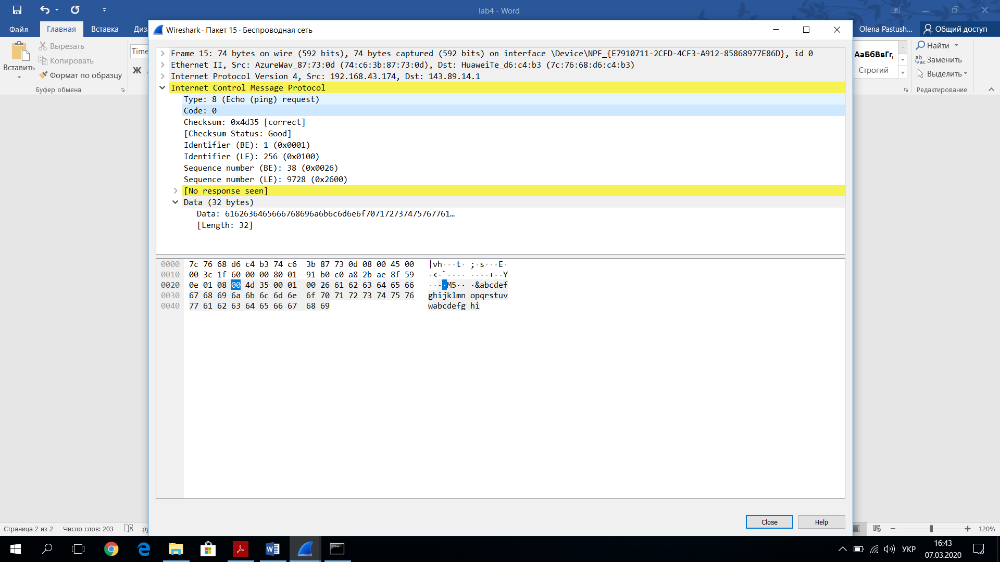 lab4 - Word
Файл
Главная
Вставка
Диз
Olena Pastush...
Общий доступ
Вставить
Вырезать
Копировать
Формат по образцу
Буфер обмена
Time
Ж
АаБбВвГг,
Строгий
Найти
Заменить
Выделить
Редактирование
Wireshark · Пакет 15 · Беспроводная сеть
Frame 15: 74 bytes on wire (592 bits), 74 bytes captured (592 bits) on interface \Device\NPF_{E7910711-2CFD-4CF3-A912-85868977E86D}, id 0
Ethernet II, Src: AzureWav_87:73:0d (74:c6:3b:87:73:0d), Dst: HuaweiTe_d6:c4:b3 (7c:76:68:d6:c4:b3)
Internet Protocol Version 4, Src: 192.168.43.174, Dst: 143.89.14.1
Internet Control Message Protocol
Type: 8 (Echo (ping) request)
Code: 0
Checksum: 0x4d35 [correct]
[Checksum Status: Good]
Identifier (BE): 1 (0x0001)
Identifier (LE): 256 (0x0100)
Sequence number (BE): 38 (0x0026)
Sequence number (LE): 9728 (0x2600)
[No response seen]
Data (32 bytes)
Data: 6162636465666768696a6b6c6d6e6f707172737475767761…
[Length: 32]
0000 7c 76 68 d6 c4 b3 74 c6 3b 87 73 0d 08 00 45 00 |vh···t· ;·s···E·
0010 00 3c 1f 60 00 00 80 01 91 b0 c0 a8 2b ae 8f 59 ·<·`···· ····+··Y
0020 0e 01 08 00 4d 35 00 01 00 26 61 62 63 64 65 66 ····M5·· ·&abcdef
0030 67 68 69 6a 6b 6c 6d 6e 6f 70 71 72 73 74 75 76 ghijklmn opqrstuv
0040 77 61 62 63 64 65 66 67 68 69 wabcdefg hi
Close
Help
Страница 2 из 2
Число слов: 203
ру
120%
УКР
16:43
07.03.2020